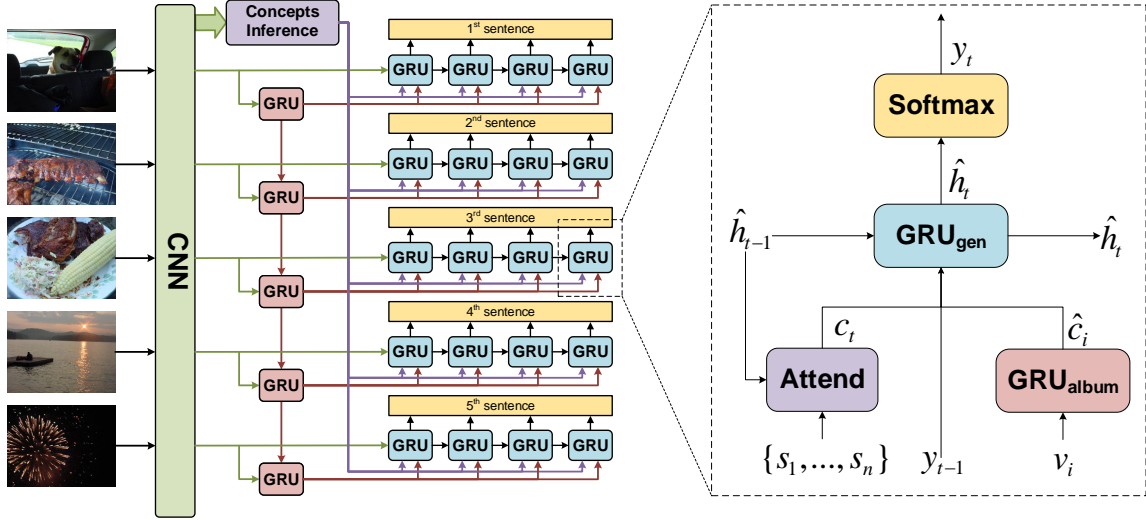 CNN
Concepts
Inference
1st sentence
GRU GRU GRU GRU
GRU
2nd sentence
GRU GRU GRU GRU
GRU
3rd sentence
GRU GRU GRU GRU
GRU
4th sentence
GRU GRU GRU GRU
GRU
5th sentence
GRU GRU GRU GRU
GRU
y_t
Softmax
ĥ_t
ĥ_{t−1} GRU_gen ĥ_t
c_t ĉ_i
Attend GRU_album
{s_1,...,s_n} y_{t−1} v_i